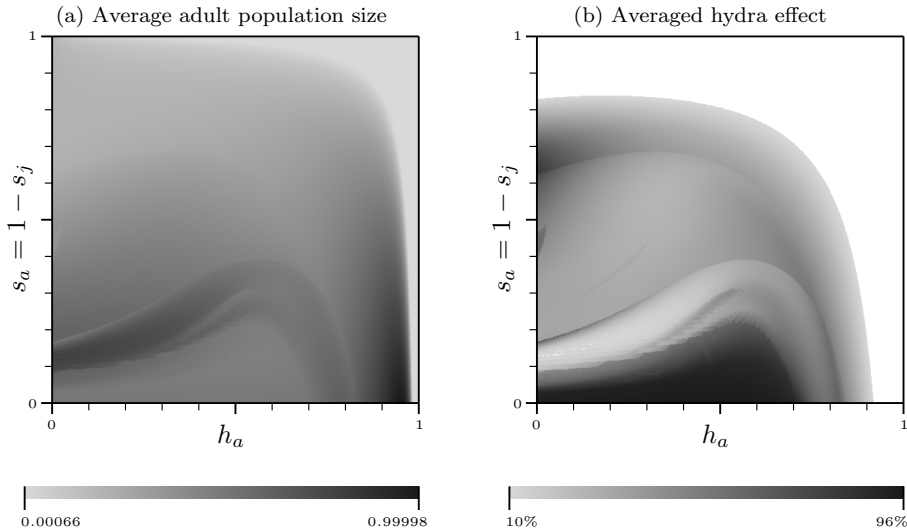 (a) Average adult population size
(b) Averaged hydra effect
1
s_a = 1 − s_j
0
0
h_a
1
0.00066
0.99998
1
s_a = 1 − s_j
0
0
h_a
1
10%
96%